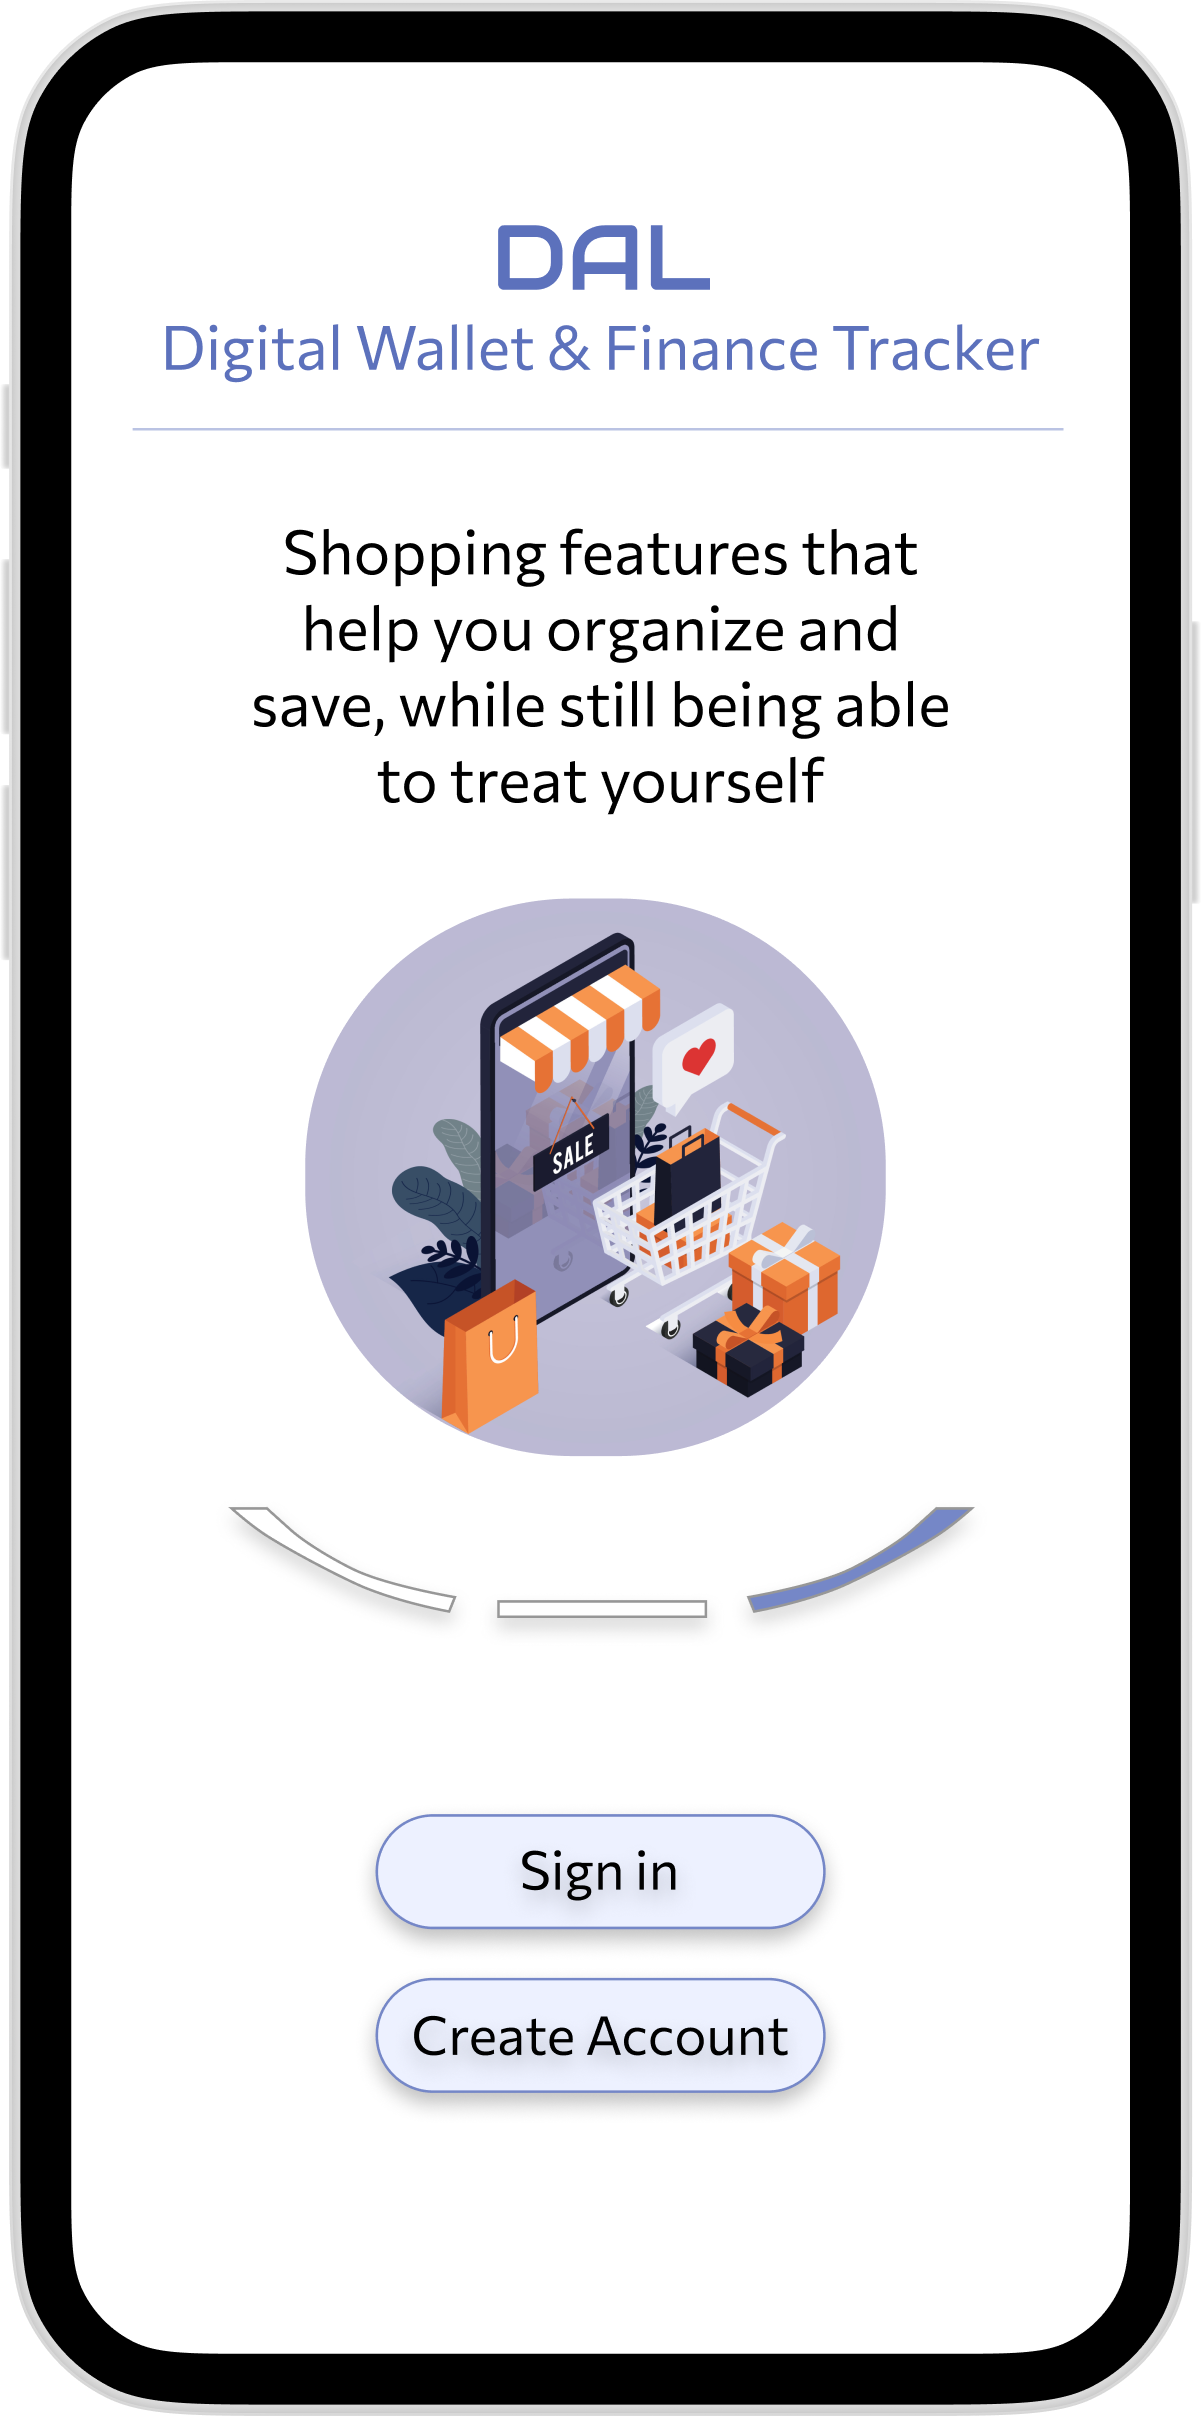 DAL
Digital Wallet & Finance Tracker
Shopping features that
help you organize and
save, while still being able
to treat yourself
SALE
Sign in
Create Account